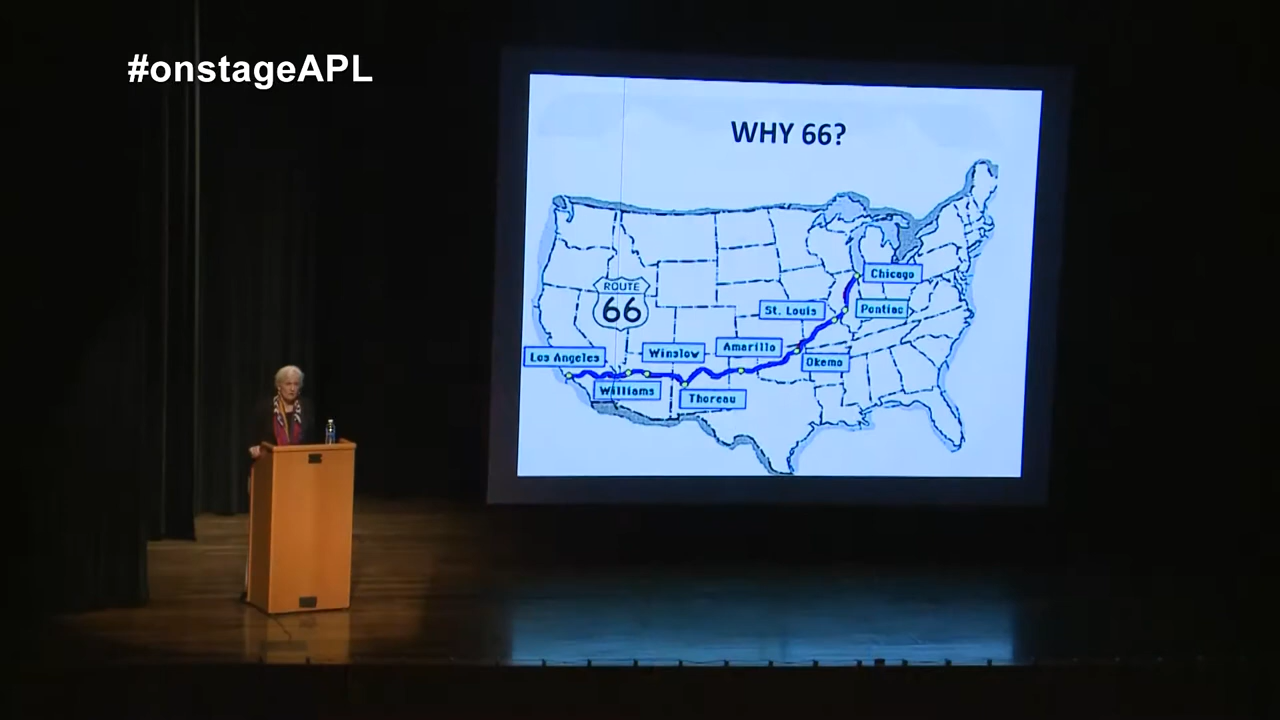 #onstageAPL
WHY 66?
Chicago
ROUTE
66
St. Louis
Pontiac
Los Angeles
Winslow
Amarillo
Okemo
Williams
Thoreau